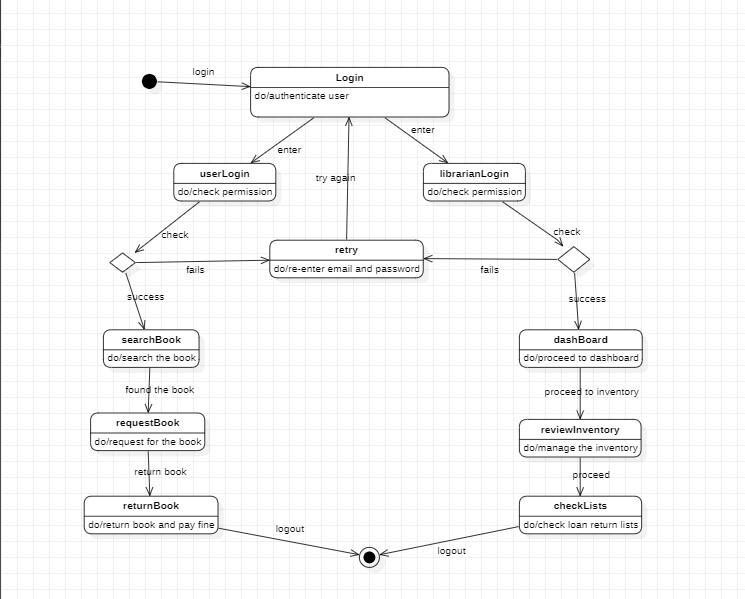 login
Login
do/authenticate user
enter
enter
userLogin
do/check permission
try again
librarianLogin
do/check permission
check
check
retry
do/re-enter email and password
fails
fails
success
success
searchBook
do/search the book
dashBoard
do/proceed to dashboard
found the book
proceed to inventory
requestBook
do/request for the book
reviewInventory
do/manage the inventory
return book
proceed
returnBook
do/return book and pay fine
checkLists
do/check loan return lists
logout
logout